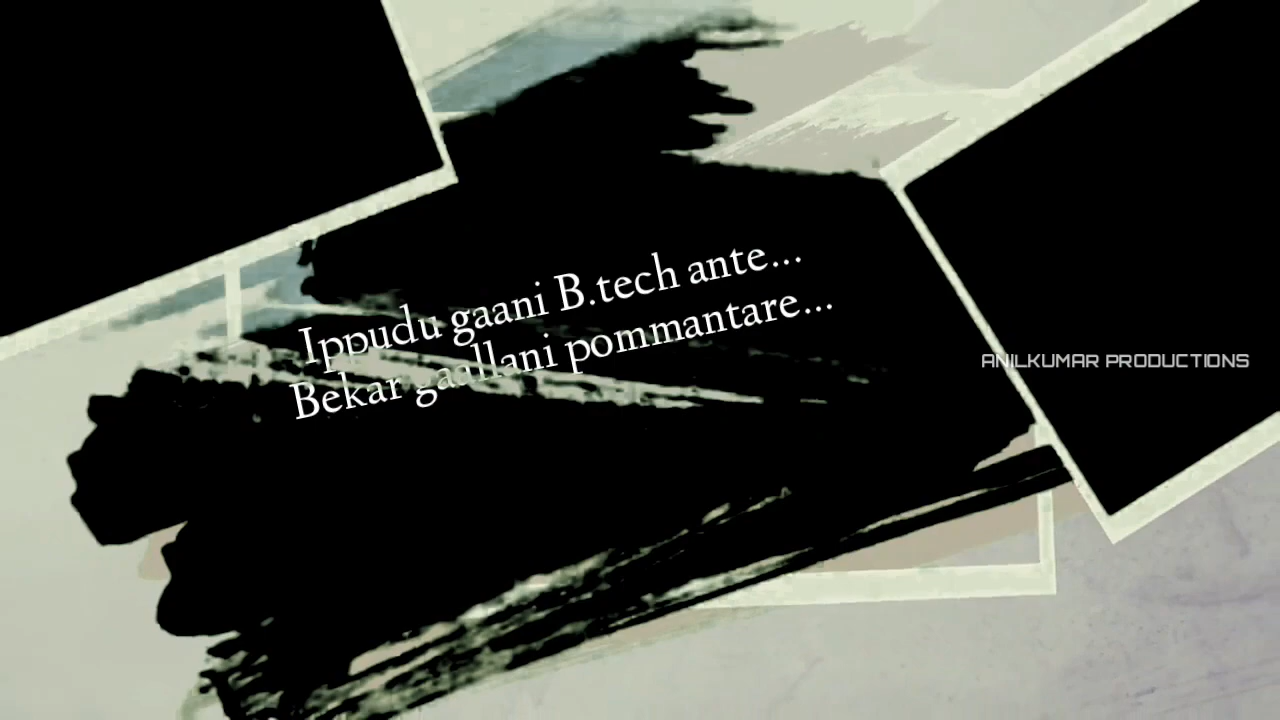 Ippudu gaani B.tech ante...
Bekar gaallani pommantare...
ANILKUMAR PRODUCTIONS